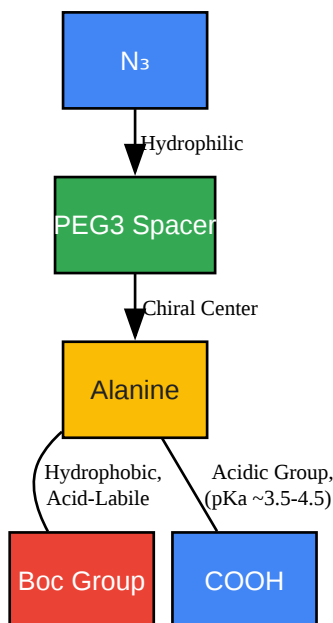 N₃
Hydrophilic
PEG3 Spacer
Chiral Center
Alanine
Hydrophobic,
Acid-Labile
Acidic Group,
(pKa ~3.5-4.5)
Boc Group
COOH